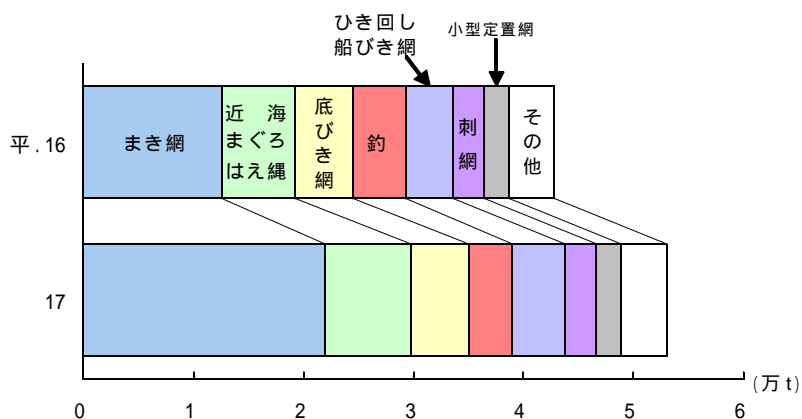 ひき回し
船びき網
小型定置網
平.16
まき網
近 海
まぐろ
はえ縄
底びき網
釣
刺網
その他
17
(万t)
0 1 2 3 4 5 6